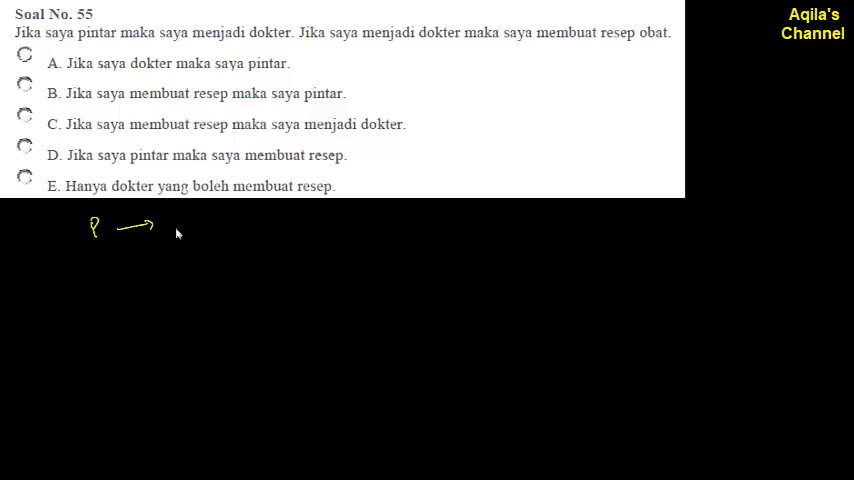 Soal No. 55
Jika saya pintar maka saya menjadi dokter. Jika saya menjadi dokter maka saya membuat resep obat.
A. Jika saya dokter maka saya pintar.
B. Jika saya membuat resep maka saya pintar.
C. Jika saya membuat resep maka saya menjadi dokter.
D. Jika saya pintar maka saya membuat resep.
E. Hanya dokter yang boleh membuat resep.
P →
Aqila's
Channel